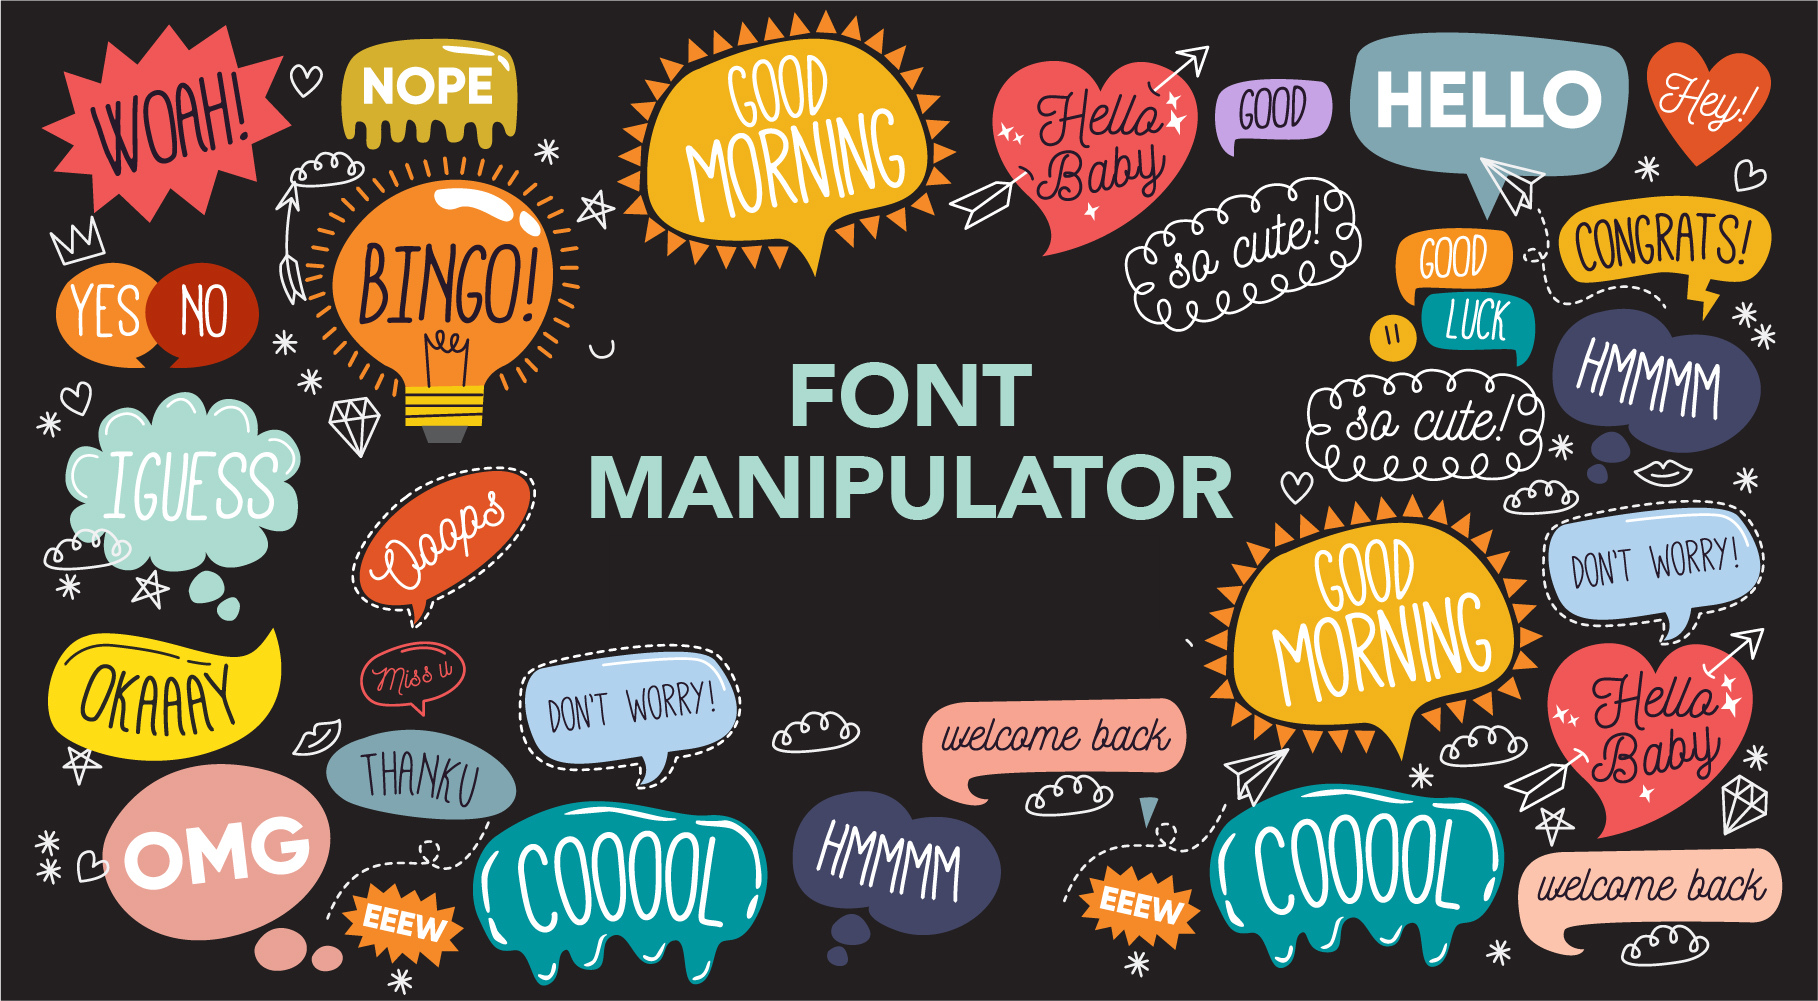 WOAH!
NOPE
GOOD
MORNING
Hello
Baby
GOOD
HELLO
Hey!
so cute!
CONGRATS!
YES
NO
BINGO!
GOOD
LUCK
HMMMM
FONT
MANIPULATOR
so cute!
IGUESS
Ooops
GOOD
MORNING
DON'T WORRY!
OKAAAY
Miss u
DON'T WORRY!
welcome back
Hello
Baby
THANKU
OMG
EEEW
COOOOL
HMMMM
EEEW
COOOOL
welcome back